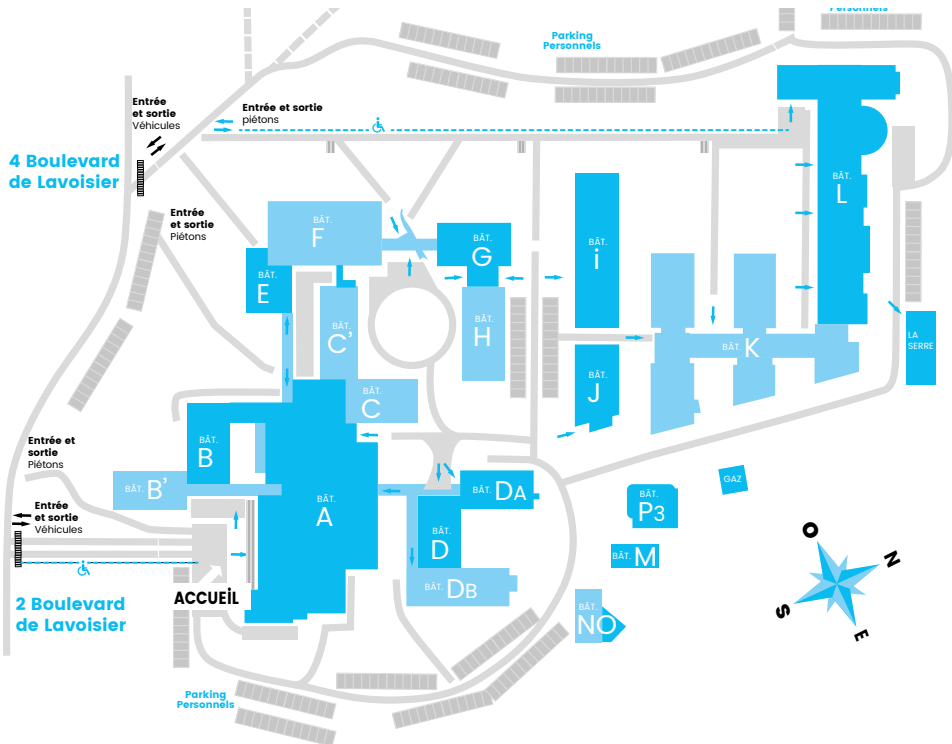 Personnels
Parking
Personnels
Entrée
et sortie
Véhicules
Entrée et sortie
piétons
4 Boulevard
de Lavoisier
Entrée
et sortie
Piétons
BÂT.
F
BÂT.
G
BÂT.
E
BÂT.
i
BÂT.
L
BÂT.
C’
BÂT.
H
BÂT. K
LA
SERRE
BÂT.
J
BÂT.
C
Entrée et
sortie
Piétons
BÂT.
B
BÂT. B’
BÂT.
A
BÂT. DA
GAZ
BÂT.
P3
Entrée
et sortie
Véhicules
BÂT.
D
BÂT. M
BÂT. DB
ACCUEİL
2 Boulevard
de Lavoisier
BÂT.
NO
O
N
S
E
Parking
Personnels